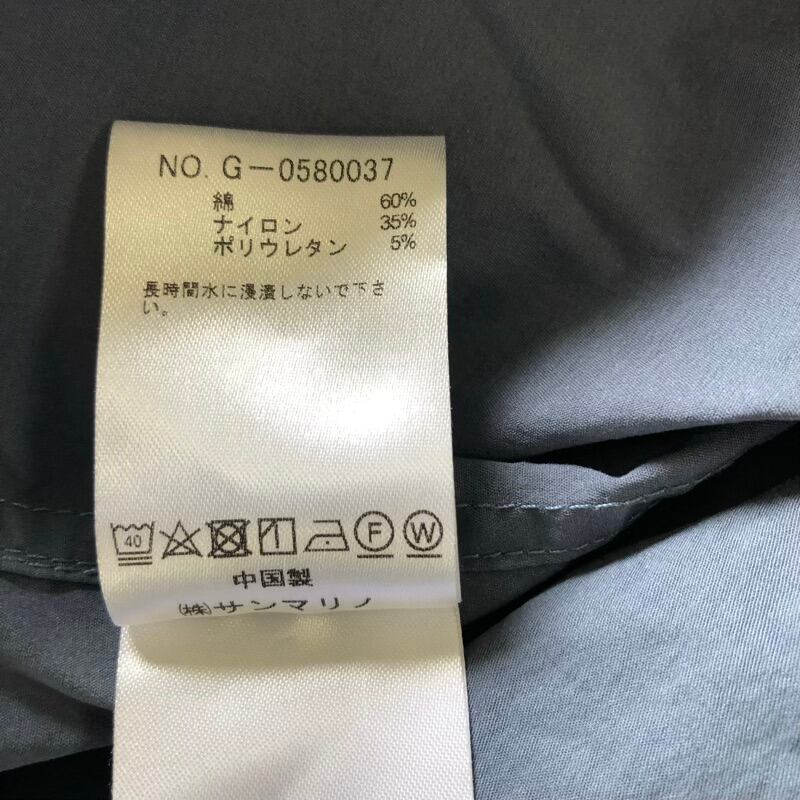 NO. G-0580037
綿 60%
ナイロン 35%
ポリウレタン 5%
長時間水に浸漬しないで下さ
い。
40 F W
中国製
(株)サンマリノ